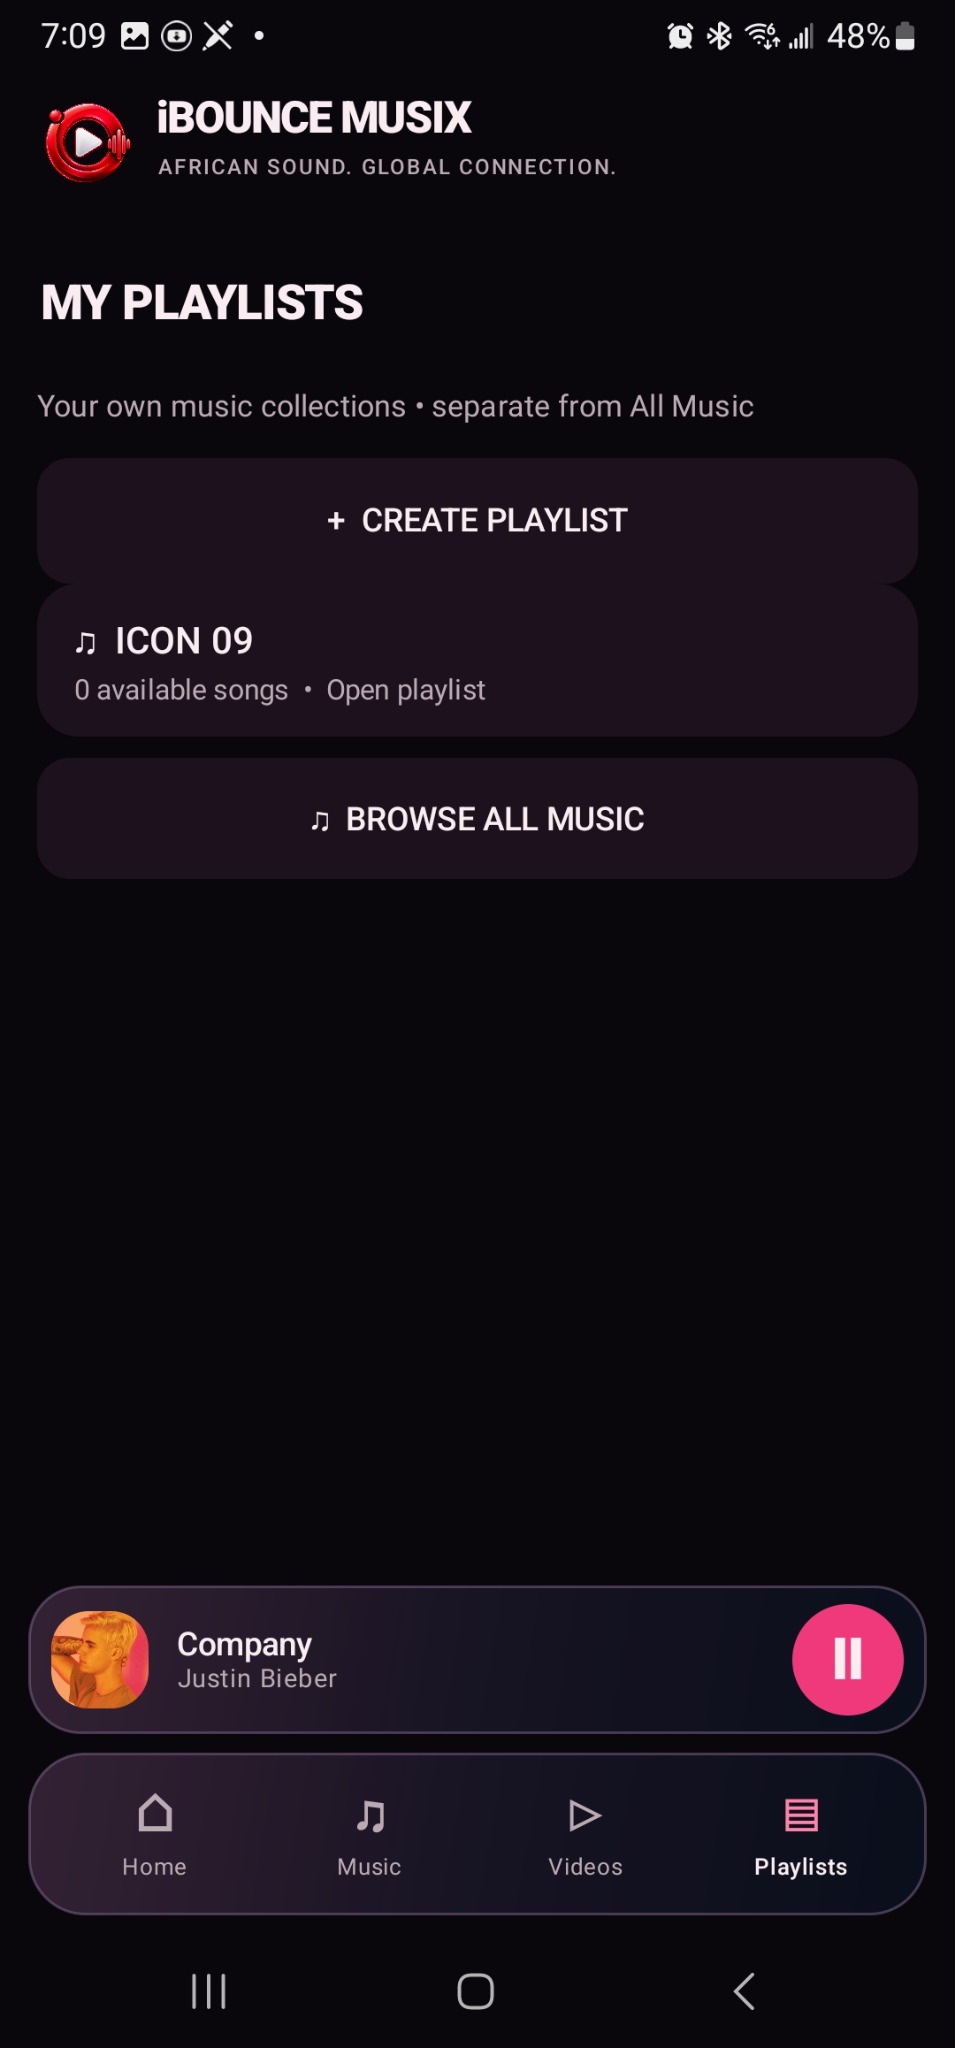 7:09
48%
iBOUNCE MUSIX
AFRICAN SOUND. GLOBAL CONNECTION.
MY PLAYLISTS
Your own music collections • separate from All Music
+ CREATE PLAYLIST
♫ ICON 09
0 available songs • Open playlist
♫ BROWSE ALL MUSIC
Company
Justin Bieber
Home
Music
Videos
Playlists